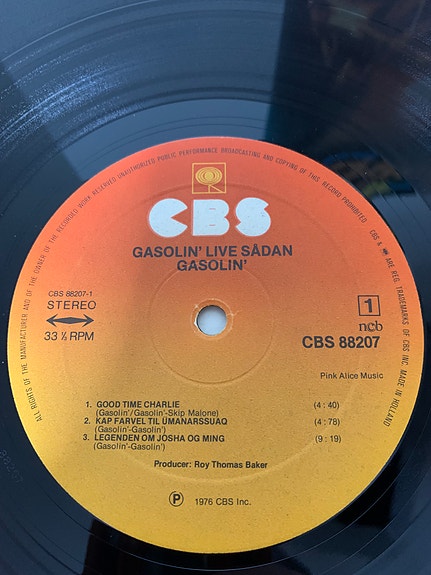 ALL RIGHTS OF THE MANUFACTURER AND OF THE OWNER OF THE RECORDED WORK RESERVED UNAUTHORIZED PUBLIC PERFORMANCE BROADCASTING AND COPYING OF THIS RECORD PROHIBITED
CBS & ARE REG. TRADEMARKS OF CBS INC. MADE IN HOLLAND
CBS
GASOLIN' LIVE SÅDAN
GASOLIN'
CBS 88207-1
STEREO
33 ⅓ RPM
1
ncb
CBS 88207
Pink Alice Music
1. GOOD TIME CHARLIE (4 : 40)
(Gasolin'/Gasolin'-Skip Malone)
2. KAP FARVEL TIL ÜMANARSSUAQ (4 : 78)
(Gasolin'-Gasolin')
3. LEGENDEN OM JOSHA OG MING (9 : 19)
(Gasolin'-Gasolin')
Producer: Roy Thomas Baker
Ⓟ 1976 CBS Inc.